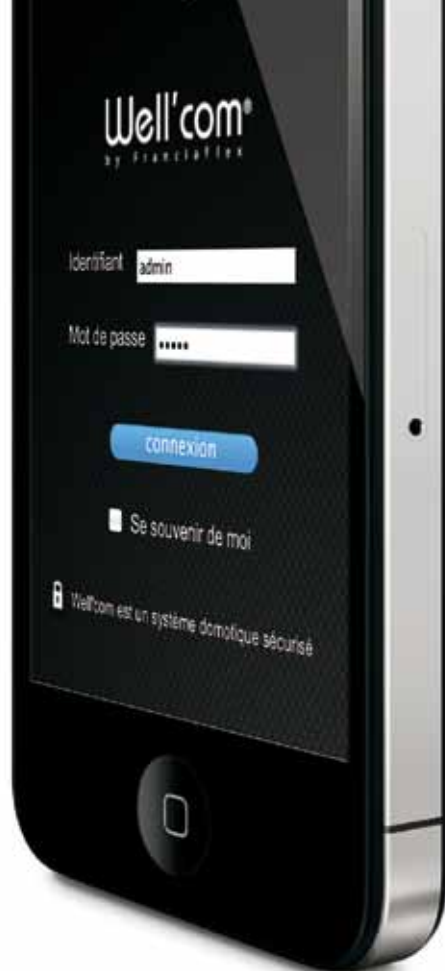 Well'com®
by Franciaflex
Identifiant admin
Mot de passe •••••
connexion
Se souvenir de moi
Well'com est un système domotique sécurisé